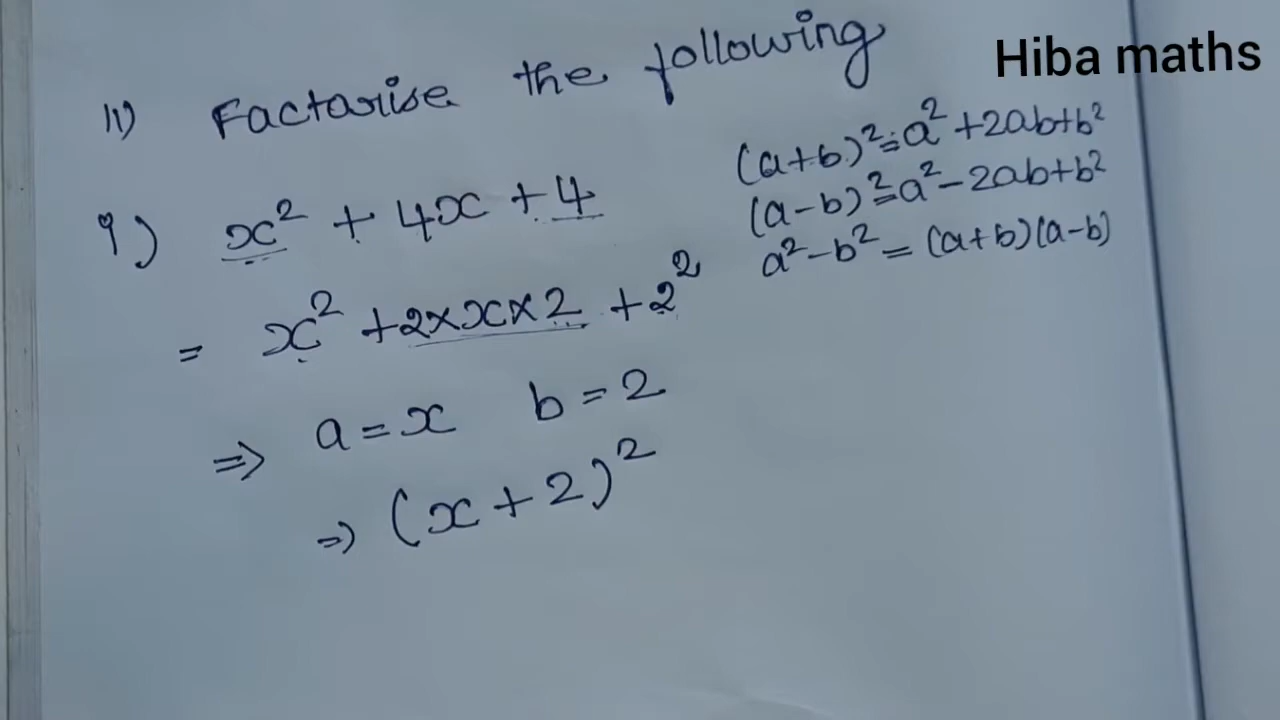 Hiba maths
11) Factorise the following
(a+b)²=a²+2ab+b²
(a-b)²=a²-2ab+b²
a²-b²=(a+b)(a-b)
9) x² + 4x + 4
= x² +2×x×2 +2²
⇒ a=x b=2
⇒ (x+2)²